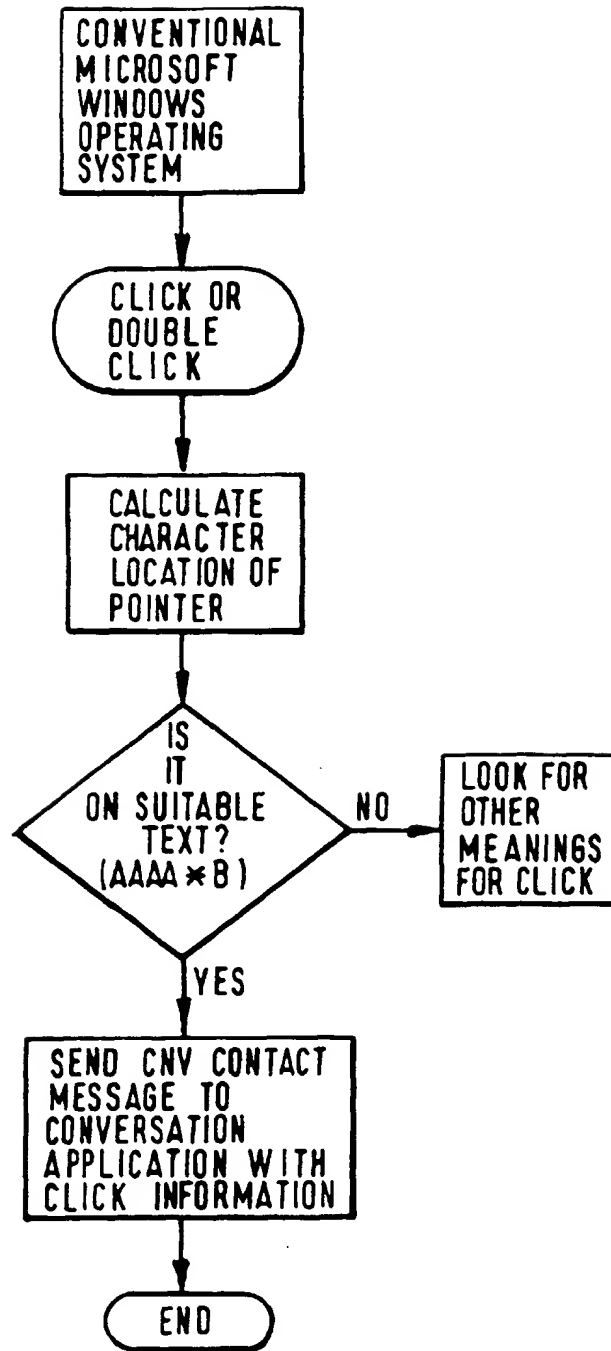 CONVENTIONAL
MICROSOFT
WINDOWS
OPERATING
SYSTEM
CLICK OR
DOUBLE
CLICK
CALCULATE
CHARACTER
LOCATION OF
POINTER
IS
IT
ON SUITABLE
TEXT?
(AAAA*B)
NO
LOOK FOR
OTHER
MEANINGS
FOR CLICK
YES
SEND CNV CONTACT
MESSAGE TO
CONVERSATION
APPLICATION WITH
CLICK INFORMATION
END